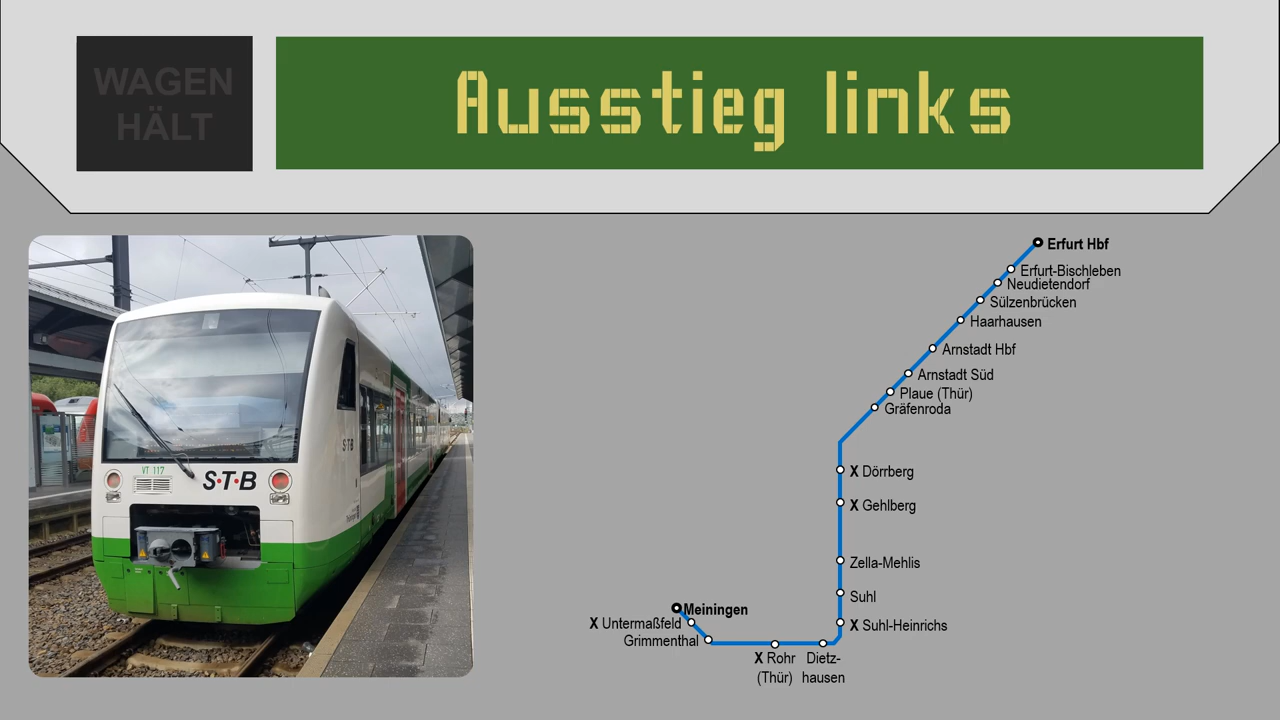 WAGEN
HÄLT
Ausstieg links
VT 117
S·T·B
STB
Erfurt Hbf
Erfurt-Bischleben
Neudietendorf
Sülzenbrücken
Haarhausen
Arnstadt Hbf
Arnstadt Süd
Plaue (Thür)
Gräfenroda
X Dörrberg
X Gehlberg
Zella-Mehlis
Suhl
X Suhl-Heinrichs
Meiningen
X Untermaßfeld
Grimmenthal
X Rohr
(Thür)
Dietz-
hausen